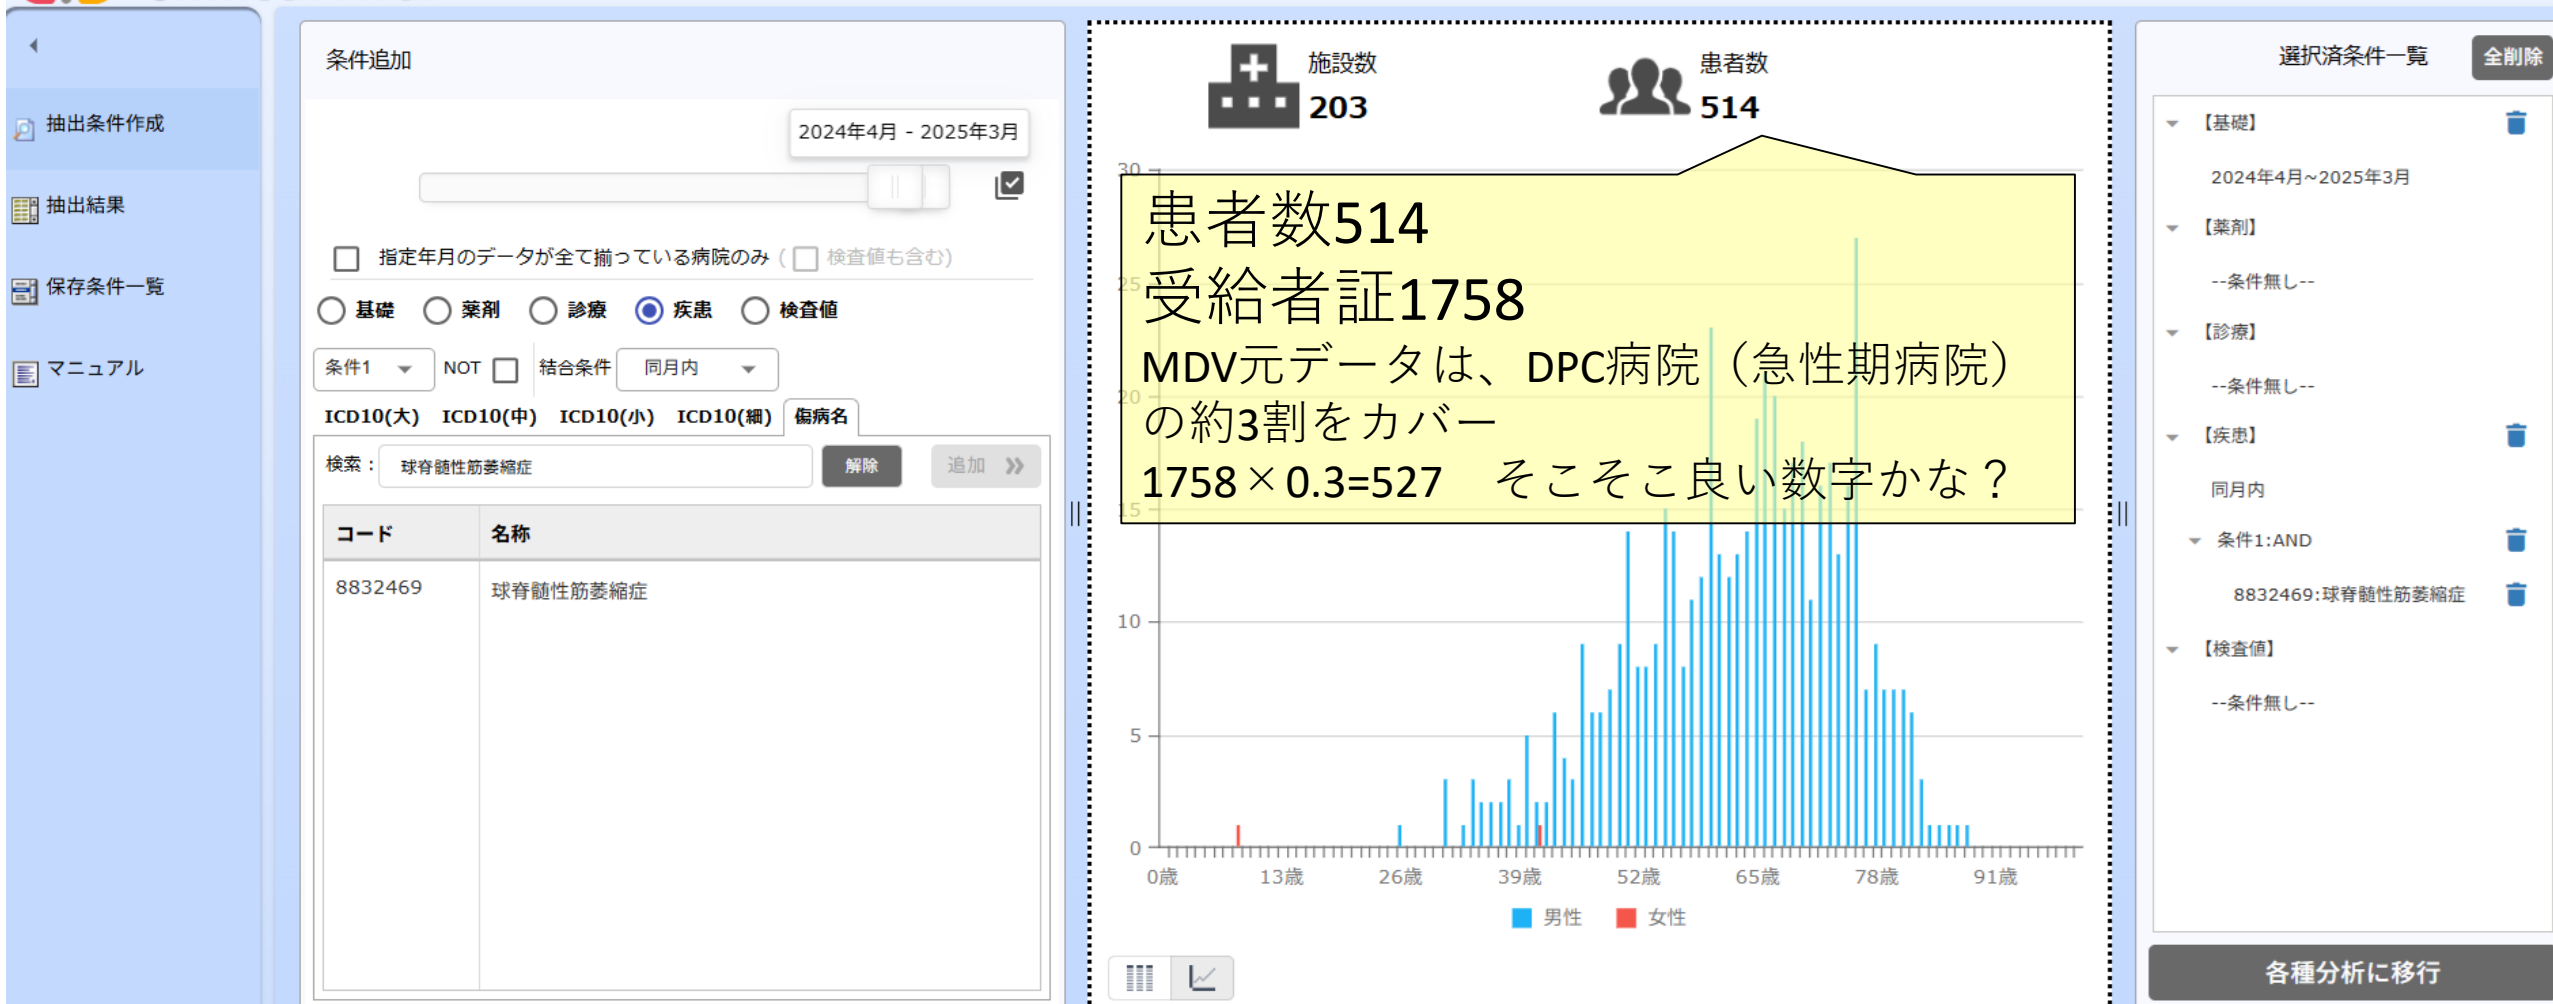 抽出条件作成
抽出結果
保存条件一覧
マニュアル
条件追加
2024年4月 - 2025年3月
指定年月のデータが全て揃っている病院のみ ( 検査値も含む)
基礎 薬剤 診療 疾患 検査値
条件1 NOT 結合条件 同月内
ICD10(大) ICD10(中) ICD10(小) ICD10(細) 傷病名
検索： 球脊髄性筋萎縮症 解除 追加
コード 名称
8832469 球脊髄性筋萎縮症
施設数
203
患者数
514
患者数514
受給者証1758
MDV元データは、DPC病院（急性期病院）
の約3割をカバー
1758×0.3=527　そこそこ良い数字かな？
30
25
20
15
10
5
0
0歳 13歳 26歳 39歳 52歳 65歳 78歳 91歳
男性 女性
選択済条件一覧 全削除
【基礎】
2024年4月~2025年3月
【薬剤】
--条件無し--
【診療】
--条件無し--
【疾患】
同月内
条件1:AND
8832469:球脊髄性筋萎縮症
【検査値】
--条件無し--
各種分析に移行